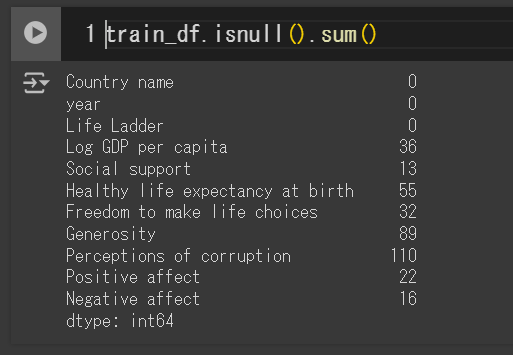 1 train_df.isnull().sum()
Country name 0
year 0
Life Ladder 0
Log GDP per capita 36
Social support 13
Healthy life expectancy at birth 55
Freedom to make life choices 32
Generosity 89
Perceptions of corruption 110
Positive affect 22
Negative affect 16
dtype: int64